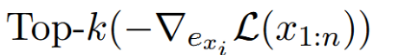 Top-k(−∇_{e_{x_i}} ℒ(x_{1:n}))